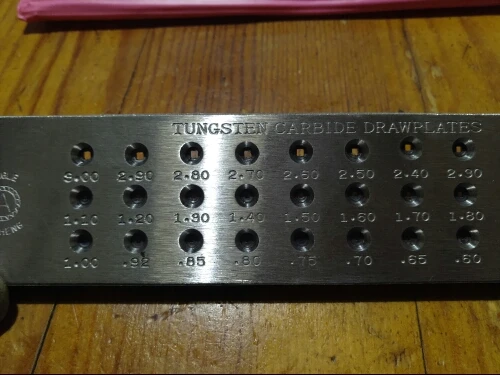 TUNGSTEN CARBIDE DRAWPLATES
3.00 2.90 2.80 2.70 2.60 2.50 2.40 2.30
1.10 1.20 1.30 1.40 1.50 1.60 1.70 1.80
1.00 .92 .85 .80 .75 .70 .65 .60